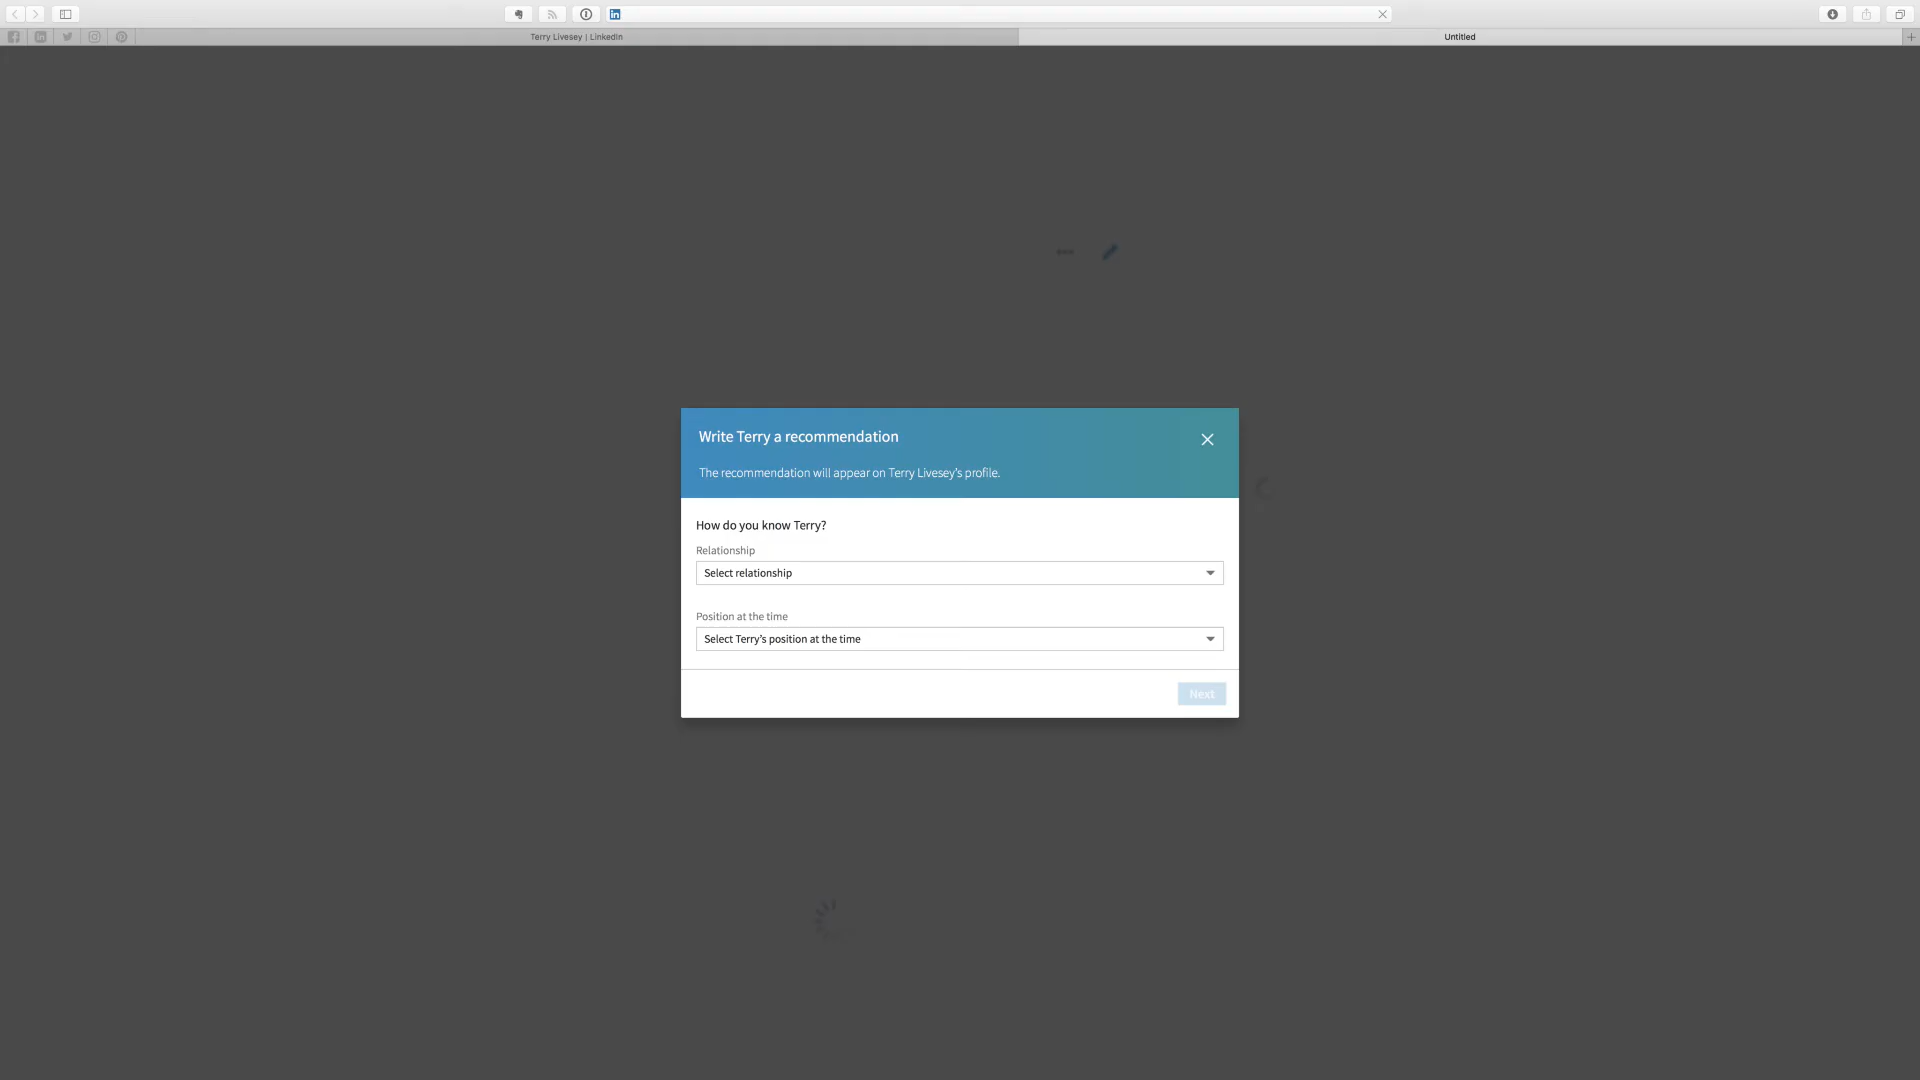 Terry Livesey | LinkedIn
Untitled
Write Terry a recommendation
The recommendation will appear on Terry Livesey's profile.
How do you know Terry?
Relationship
Select relationship
Position at the time
Select Terry's position at the time
Next